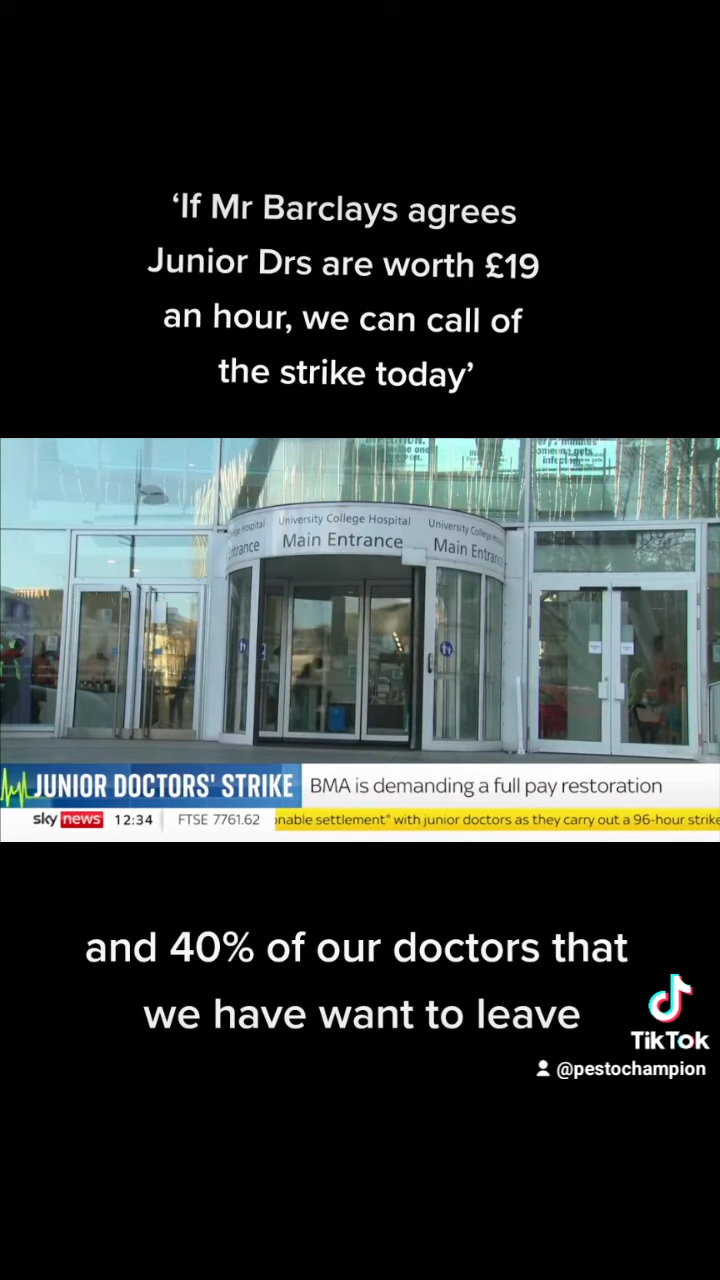 ‘If Mr Barclays agrees
Junior Drs are worth £19
an hour, we can call of
the strike today’
University College Hospital
University College
Main Entrance
Main Entrance
JUNIOR DOCTORS' STRIKE
BMA is demanding a full pay restoration
sky news 12:34 FTSE 7761.62 settlement" with junior doctors as they carry out a 96-hour strike
and 40% of our doctors that
we have want to leave
TikTok
@pestochampion